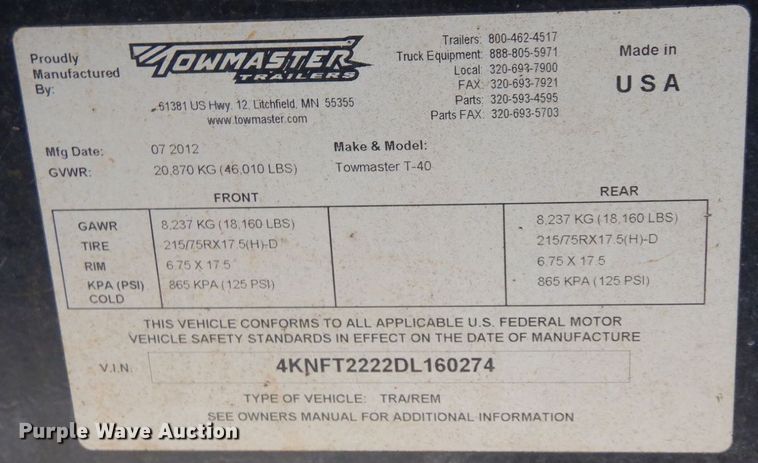 Proudly Manufactured By:
TOWMASTER
TRAILERS
61381 US Hwy. 12, Litchfield, MN 55355
www.towmaster.com
Trailers: 800-462-4517
Truck Equipment: 888-805-5971
Local: 320-693-7900
FAX: 320-693-7921
Parts: 320-593-4595
Parts FAX: 320-693-5703
Made in
USA
Mfg Date: 07 2012 Make & Model:
GVWR: 20,870 KG (46,010 LBS) Towmaster T-40
FRONT REAR
GAWR 8,237 KG (18,160 LBS) 8,237 KG (18,160 LBS)
TIRE 215/75RX17.5(H)-D 215/75RX17.5(H)-D
RIM 6.75 X 17.5 6.75 X 17.5
KPA (PSI) 865 KPA (125 PSI) 865 KPA (125 PSI)
COLD
THIS VEHICLE CONFORMS TO ALL APPLICABLE U.S. FEDERAL MOTOR
VEHICLE SAFETY STANDARDS IN EFFECT ON THE DATE OF MANUFACTURE
V.I.N. 4KNFT2222DL160274
TYPE OF VEHICLE: TRA/REM
SEE OWNERS MANUAL FOR ADDITIONAL INFORMATION
Purple Wave Auction